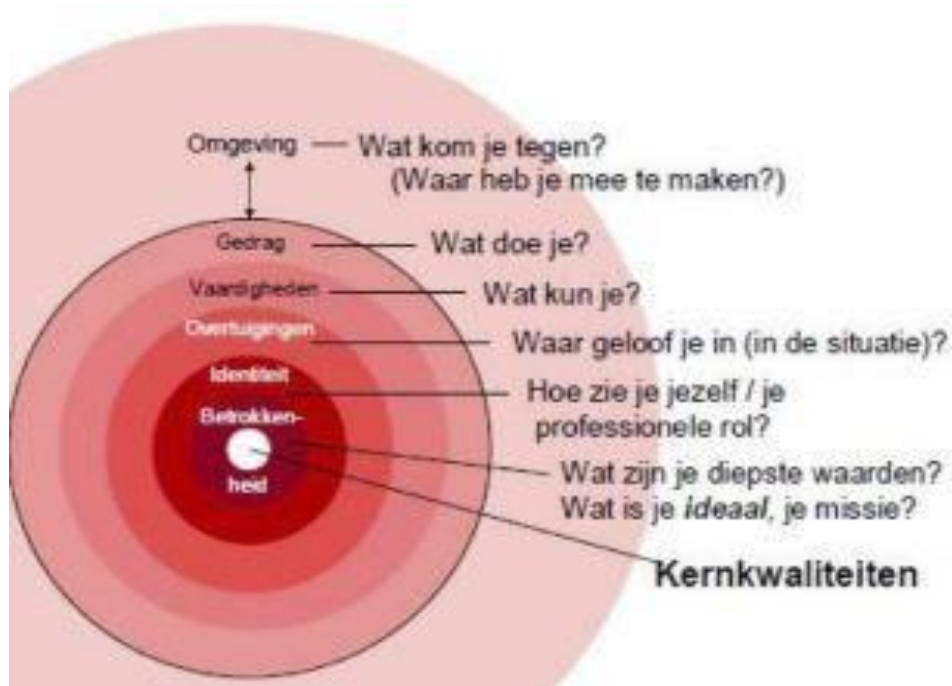 Omgeving
Wat kom je tegen?
(Waar heb je mee te maken?)
Gedrag
Wat doe je?
Vaardigheden
Wat kun je?
Overtuigingen
Waar geloof je in (in de situatie)?
Identiteit
Hoe zie je jezelf / je
professionele rol?
Betrokken-
heid
Wat zijn je diepste waarden?
Wat is je ideaal, je missie?
Kernkwaliteiten